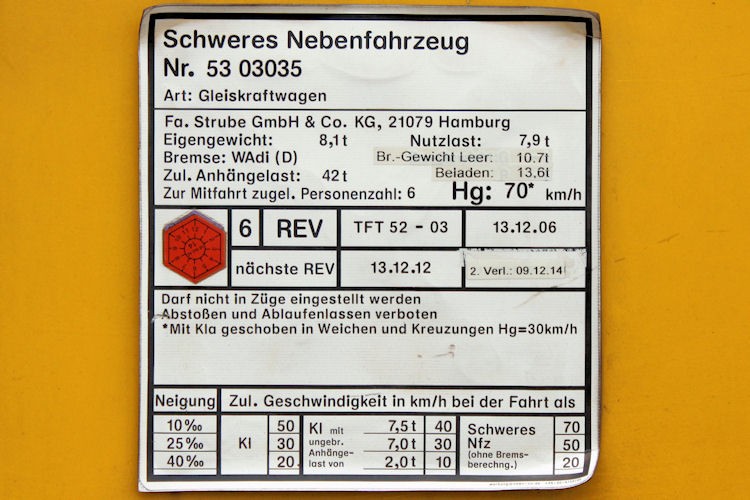 Schweres Nebenfahrzeug
Nr. 53 03035
Art: Gleiskraftwagen
Fa. Strube GmbH & Co. KG, 21079 Hamburg
Eigengewicht: 8,1 t Nutzlast: 7,9 t
Bremse: WAdi (D) Br.-Gewicht Leer: 10.7t
Beladen: 13,6t
Zul. Anhängelast: 42 t
Zur Mitfahrt zugel. Personenzahl: 6 Hg: 70* km/h
6 REV TFT 52 - 03 13.12.06
nächste REV 13.12.12 2. Verl.: 09.12.14
Darf nicht in Züge eingestellt werden
Abstoßen und Ablaufenlassen verboten
*Mit Kla geschoben in Weichen und Kreuzungen Hg=30km/h
Neigung Zul. Geschwindigkeit in km/h bei der Fahrt als
10 ‰ 50 Kl mit 7,5 t 40 Schweres 70
25 ‰ Kl 30 ungebr. 7,0 t 30 Nfz 50
40 ‰ 20 Anhänge- last von 2,0 t 10 (ohne Brems- berechng.) 20